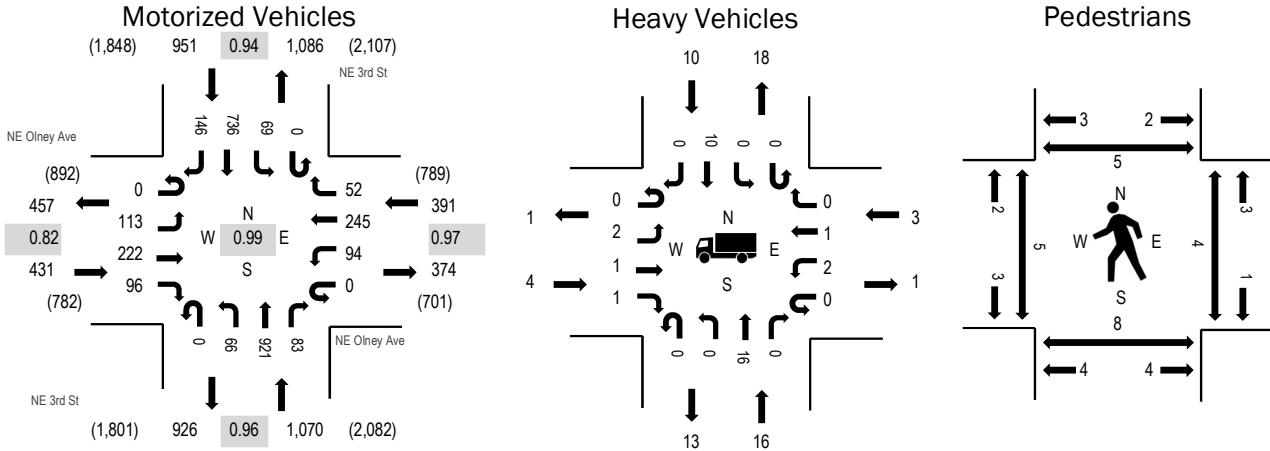 Motorized Vehicles
(1,848) 951 0.94 1,086 (2,107)
NE 3rd St
NE Olney Ave
146 736 69 0
(892)
457
0.82
431
(782)
0
113
222
96
N
W 0.99 E
S
52
245
94
0
(789)
391
0.97
374
(701)
0 66 921 83
NE Olney Ave
NE 3rd St
(1,801) 926 0.96 1,070 (2,082)
Heavy Vehicles
10 18
0 10 0 0
1
4
0
2
1
1
N
W E
S
0
1
2
0
3
1
0 0 16 0
13 16
Pedestrians
3 2
5
2
3
5
N
W E
S
4
3
1
8
4 4